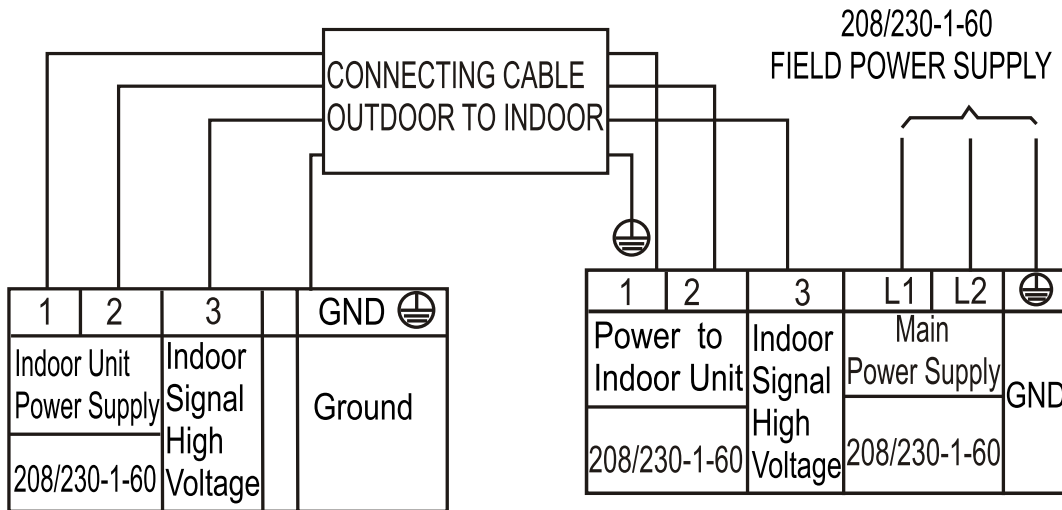 208/230-1-60
FIELD POWER SUPPLY
CONNECTING CABLE
OUTDOOR TO INDOOR
1 2 3 GND
Indoor Unit
Power Supply
208/230-1-60
Indoor
Signal
High
Voltage
Ground
1 2 3 L1 L2
Power to
Indoor Unit
208/230-1-60
Indoor
Signal
High
Voltage
Main
Power Supply
208/230-1-60
GND